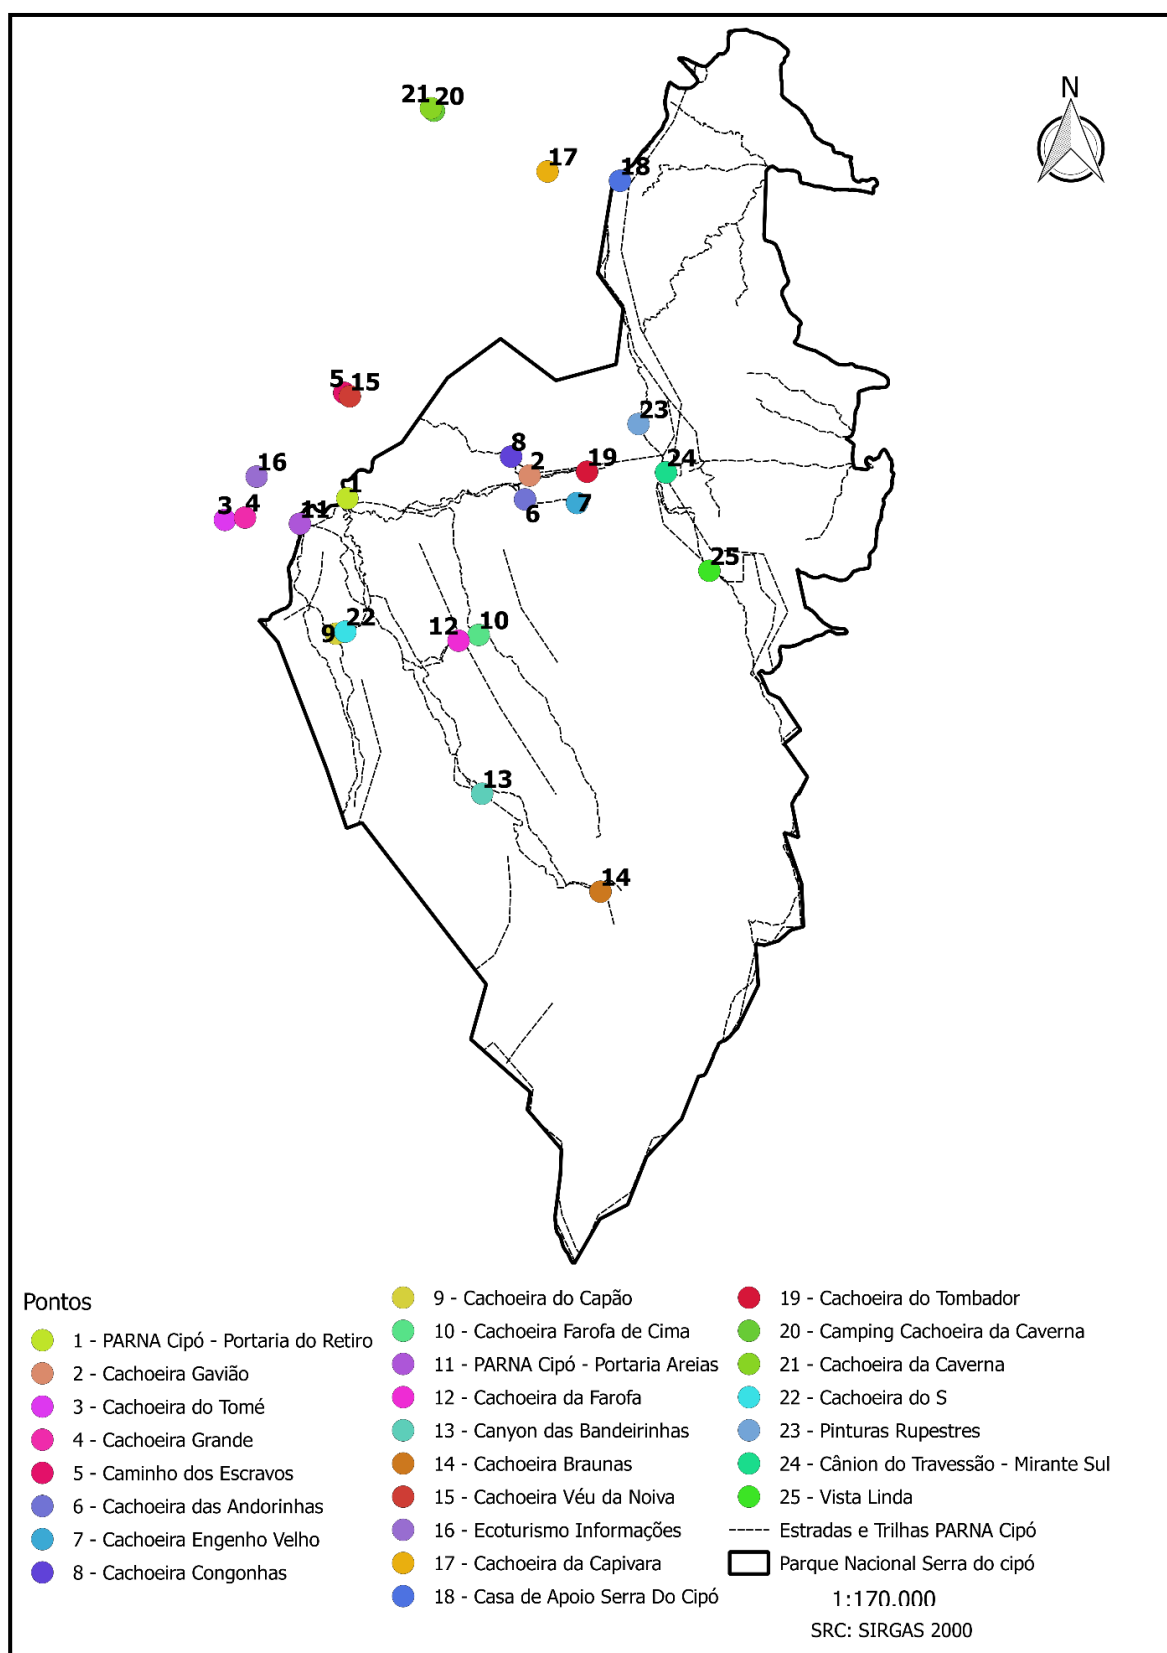 N
21 20
17
18
5 15
23
8
16
2 19 24
1
3 4 11 6 7
25
9 22 12 10
13
14
Pontos
1 - PARNA Cipó - Portaria do Retiro
2 - Cachoeira Gavião
3 - Cachoeira do Tomé
4 - Cachoeira Grande
5 - Caminho dos Escravos
6 - Cachoeira das Andorinhas
7 - Cachoeira Engenho Velho
8 - Cachoeira Congonhas
9 - Cachoeira do Capão
10 - Cachoeira Farofa de Cima
11 - PARNA Cipó - Portaria Areias
12 - Cachoeira da Farofa
13 - Canyon das Bandeirinhas
14 - Cachoeira Braunas
15 - Cachoeira Véu da Noiva
16 - Ecoturismo Informações
17 - Cachoeira da Capivara
18 - Casa de Apoio Serra Do Cipó
19 - Cachoeira do Tombador
20 - Camping Cachoeira da Caverna
21 - Cachoeira da Caverna
22 - Cachoeira do S
23 - Pinturas Rupestres
24 - Cânion do Travessão - Mirante Sul
25 - Vista Linda
Estradas e Trilhas PARNA Cipó
Parque Nacional Serra do cipó
1:170.000
SRC: SIRGAS 2000